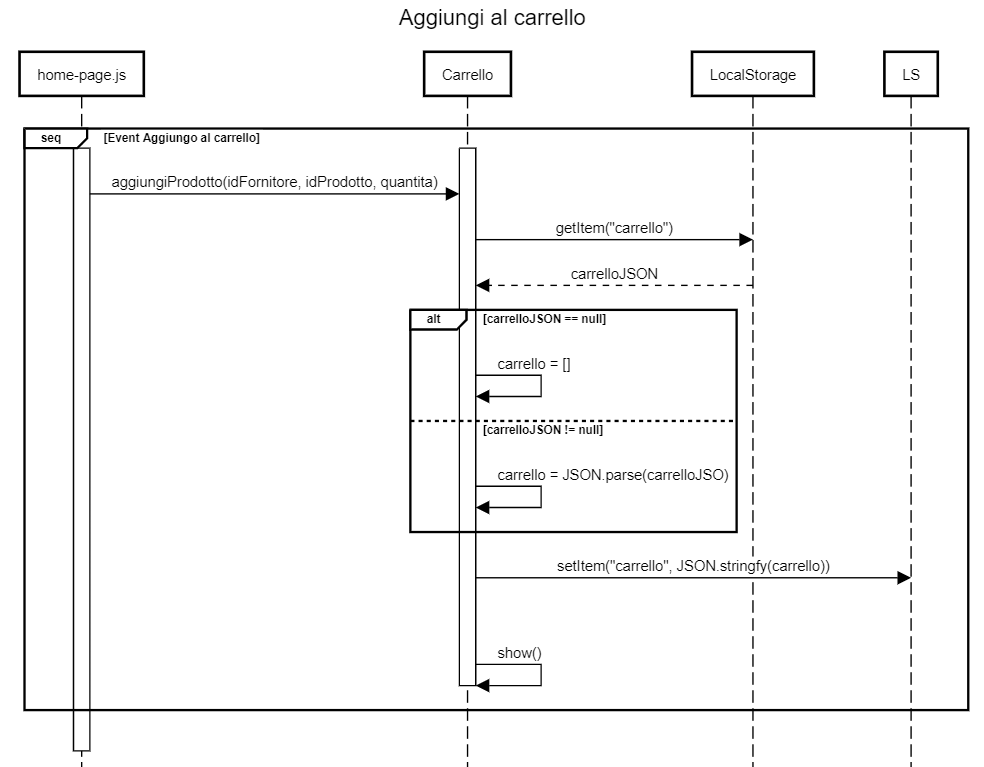 Aggiungi al carrello
home-page.js
Carrello
LocalStorage
LS
seq
[Event Aggiungo al carrello]
aggiungiProdotto(idFornitore, idProdotto, quantita)
getItem("carrello")
carrelloJSON
alt
[carrelloJSON == null]
carrello = []
[carrelloJSON != null]
carrello = JSON.parse(carrelloJSO)
setItem("carrello", JSON.stringfy(carrello))
show()